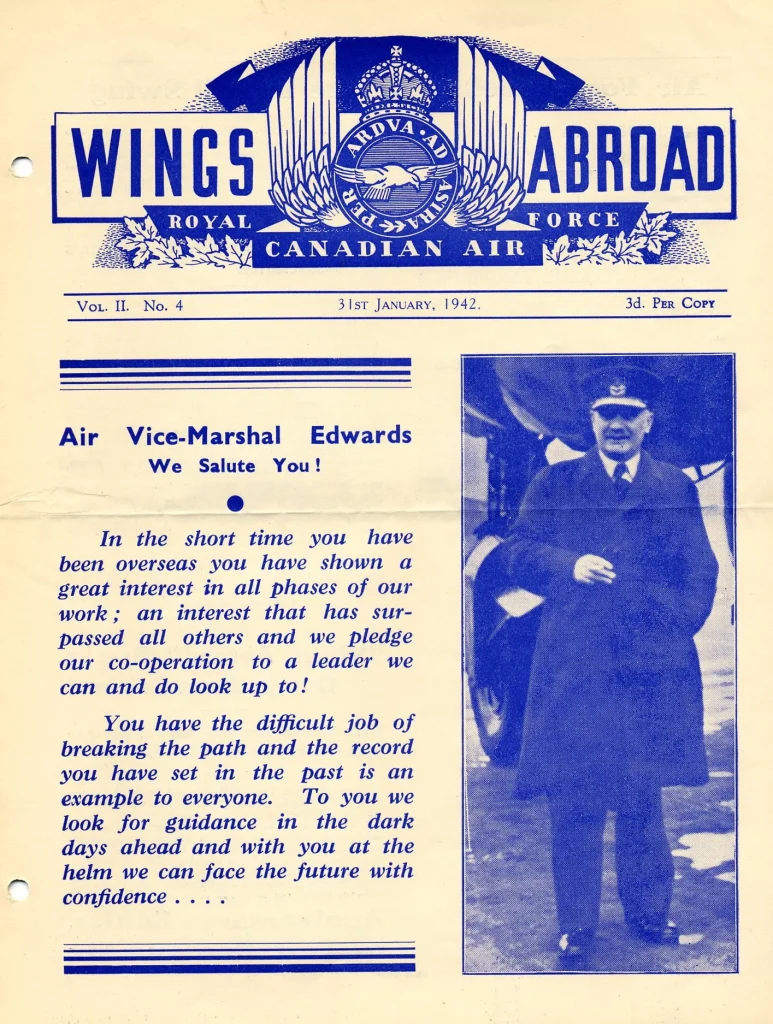 WINGS ABROAD
PER ARDVA · AD ASTRA
ROYAL FORCE
CANADIAN AIR
Vol. II. No. 4 31st January, 1942. 3d. Per Copy
Air Vice-Marshal Edwards
We Salute You!
In the short time you have
been overseas you have shown a
great interest in all phases of our
work; an interest that has sur-
passed all others and we pledge
our co-operation to a leader we
can and do look up to!
You have the difficult job of
breaking the path and the record
you have set in the past is an
example to everyone. To you we
look for guidance in the dark
days ahead and with you at the
helm we can face the future with
confidence . . . .